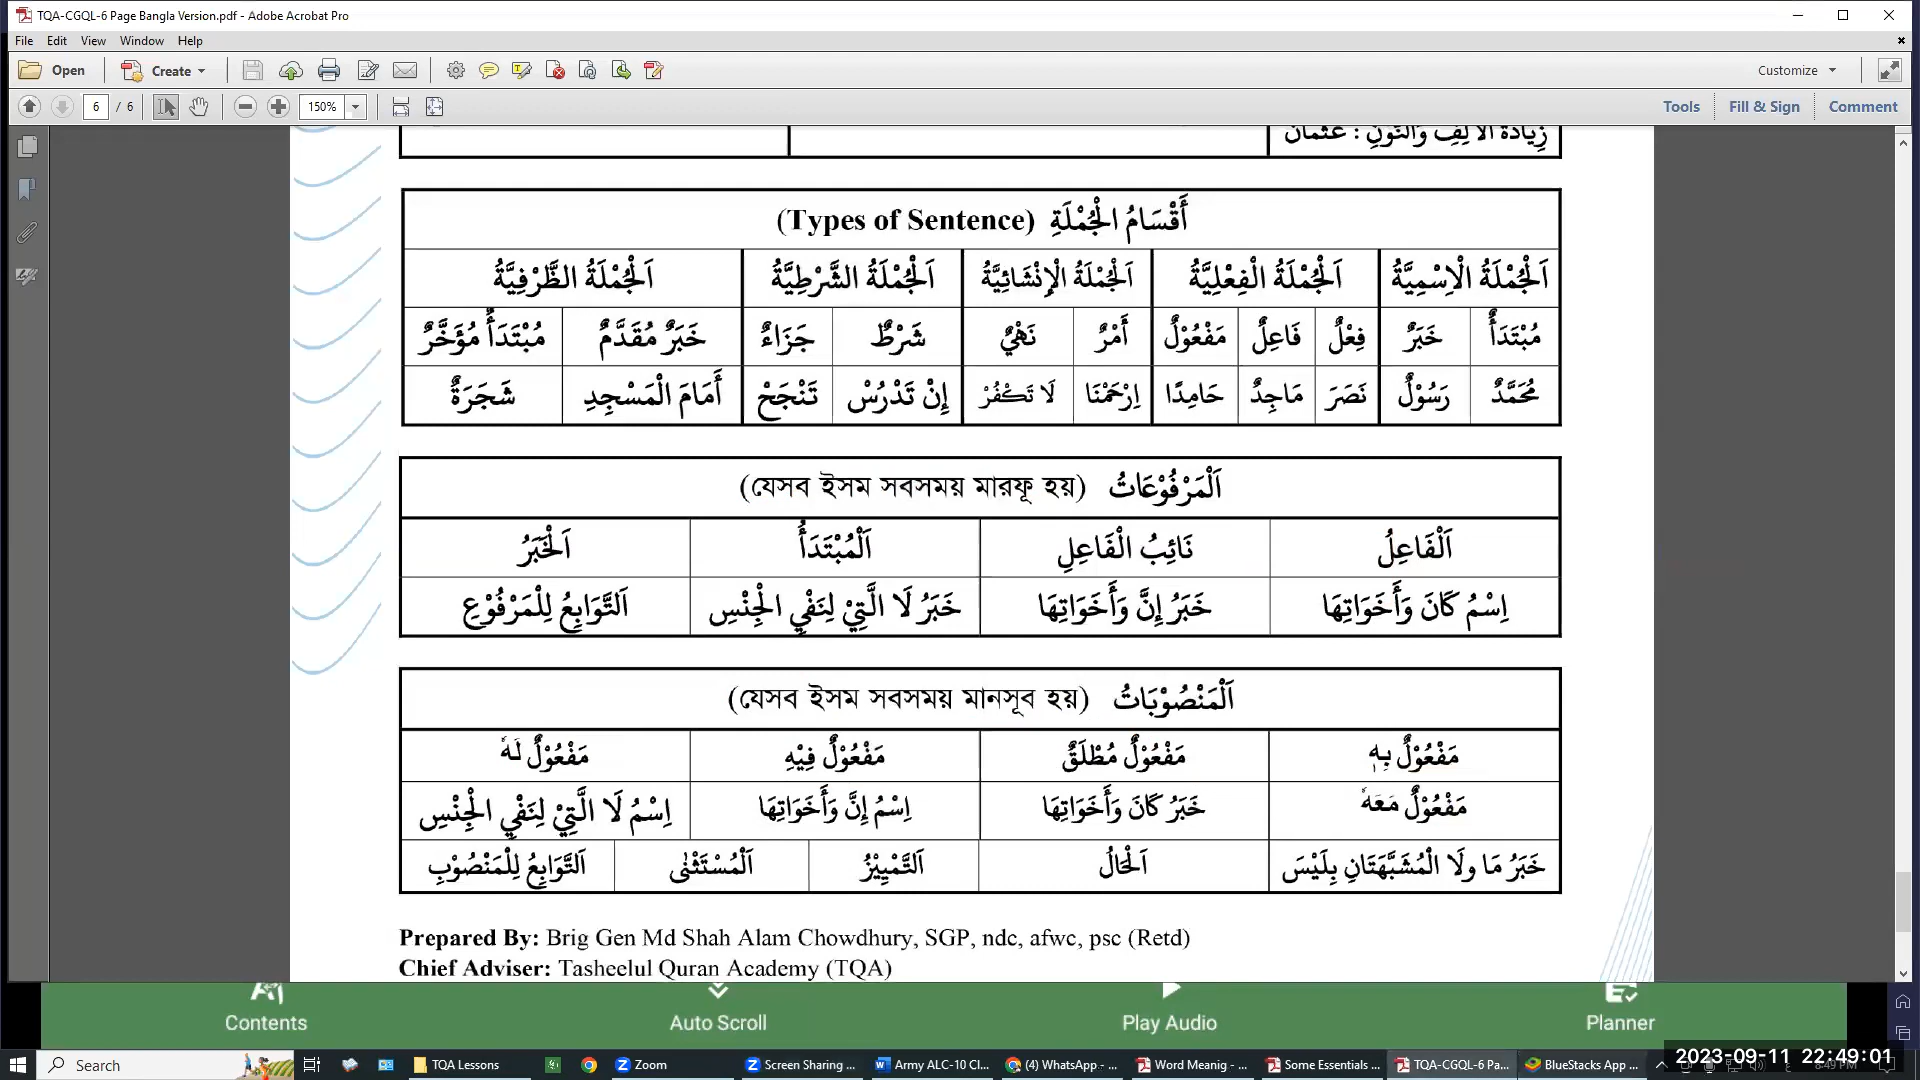 TQA-CGQL-6 Page Bangla Version.pdf - Adobe Acrobat Pro
File Edit View Window Help
Open Create Customize
6 / 6 150% Tools Fill & Sign Comment
زِيَادَةُ الْأَلِفِ وَالنُّوْنِ : عُثْمَانُ
أَقْسَامُ الْجُمْلَةِ (Types of Sentence)
اَلْجُمْلَةُ الْاِسْمِيَّةُ اَلْجُمْلَةُ الْفِعْلِيَّةُ اَلْجُمْلَةُ الْإِنْشَائِيَّةُ اَلْجُمْلَةُ الشَّرْطِيَّةُ اَلْجُمْلَةُ الظَّرْفِيَّةُ
مُبْتَدَأٌ خَبَرٌ فِعْلٌ فَاعِلٌ مَفْعُوْلٌ أَمْرٌ نَهْيٌ شَرْطٌ جَزَاءٌ خَبَرٌ مُقَدَّمٌ مُبْتَدَأٌ مُؤَخَّرٌ
مُحَمَّدٌ رَسُوْلٌ نَصَرَ مَاجِدٌ حَامِدًا اِرْحَمْنَا لَا تَكْفُرْ إِنْ تَدْرُسْ تَنْجَحْ أَمَامَ الْمَسْجِدِ شَجَرَةٌ
اَلْمَرْفُوْعَاتُ (যেসব ইসম সবসময় মারফূ হয়)
اَلْفَاعِلُ نَائِبُ الْفَاعِلِ اَلْمُبْتَدَأُ اَلْخَبَرُ
اِسْمُ كَانَ وَأَخَوَاتِهَا خَبَرُ إِنَّ وَأَخَوَاتِهَا خَبَرُ لَا الَّتِيْ لِنَفْيِ الْجِنْسِ اَلتَّوَابِعُ لِلْمَرْفُوْعِ
اَلْمَنْصُوْبَاتُ (যেসব ইসম সবসময় মানসূব হয়)
مَفْعُوْلٌ بِهٖ مَفْعُوْلٌ مُطْلَقٌ مَفْعُوْلٌ فِيْهِ مَفْعُوْلٌ لَهٗ
مَفْعُوْلٌ مَعَهٗ خَبَرُ كَانَ وَأَخَوَاتِهَا اِسْمُ إِنَّ وَأَخَوَاتِهَا اِسْمُ لَا الَّتِيْ لِنَفْيِ الْجِنْسِ
خَبَرُ مَا ولَا الْمُشَبَّهَتَانِ بِلَيْسَ اَلْحَالُ اَلتَّمْيِيْزُ اَلْمُسْتَثْنٰى اَلتَّوَابِعُ لِلْمَنْصُوْبِ
Prepared By: Brig Gen Md Shah Alam Chowdhury, SGP, ndc, afwc, psc (Retd)
Chief Adviser: Tasheelul Quran Academy (TQA)
Contents Auto Scroll Play Audio Planner
Search TQA Lessons Zoom Screen Sharing ... Army ALC-10 Cl... (4) WhatsApp - ... Word Meanig - ... Some Essentials ... TQA-CGQL-6 Pa... BlueStacks App ...
2023-09-11 22:49:01